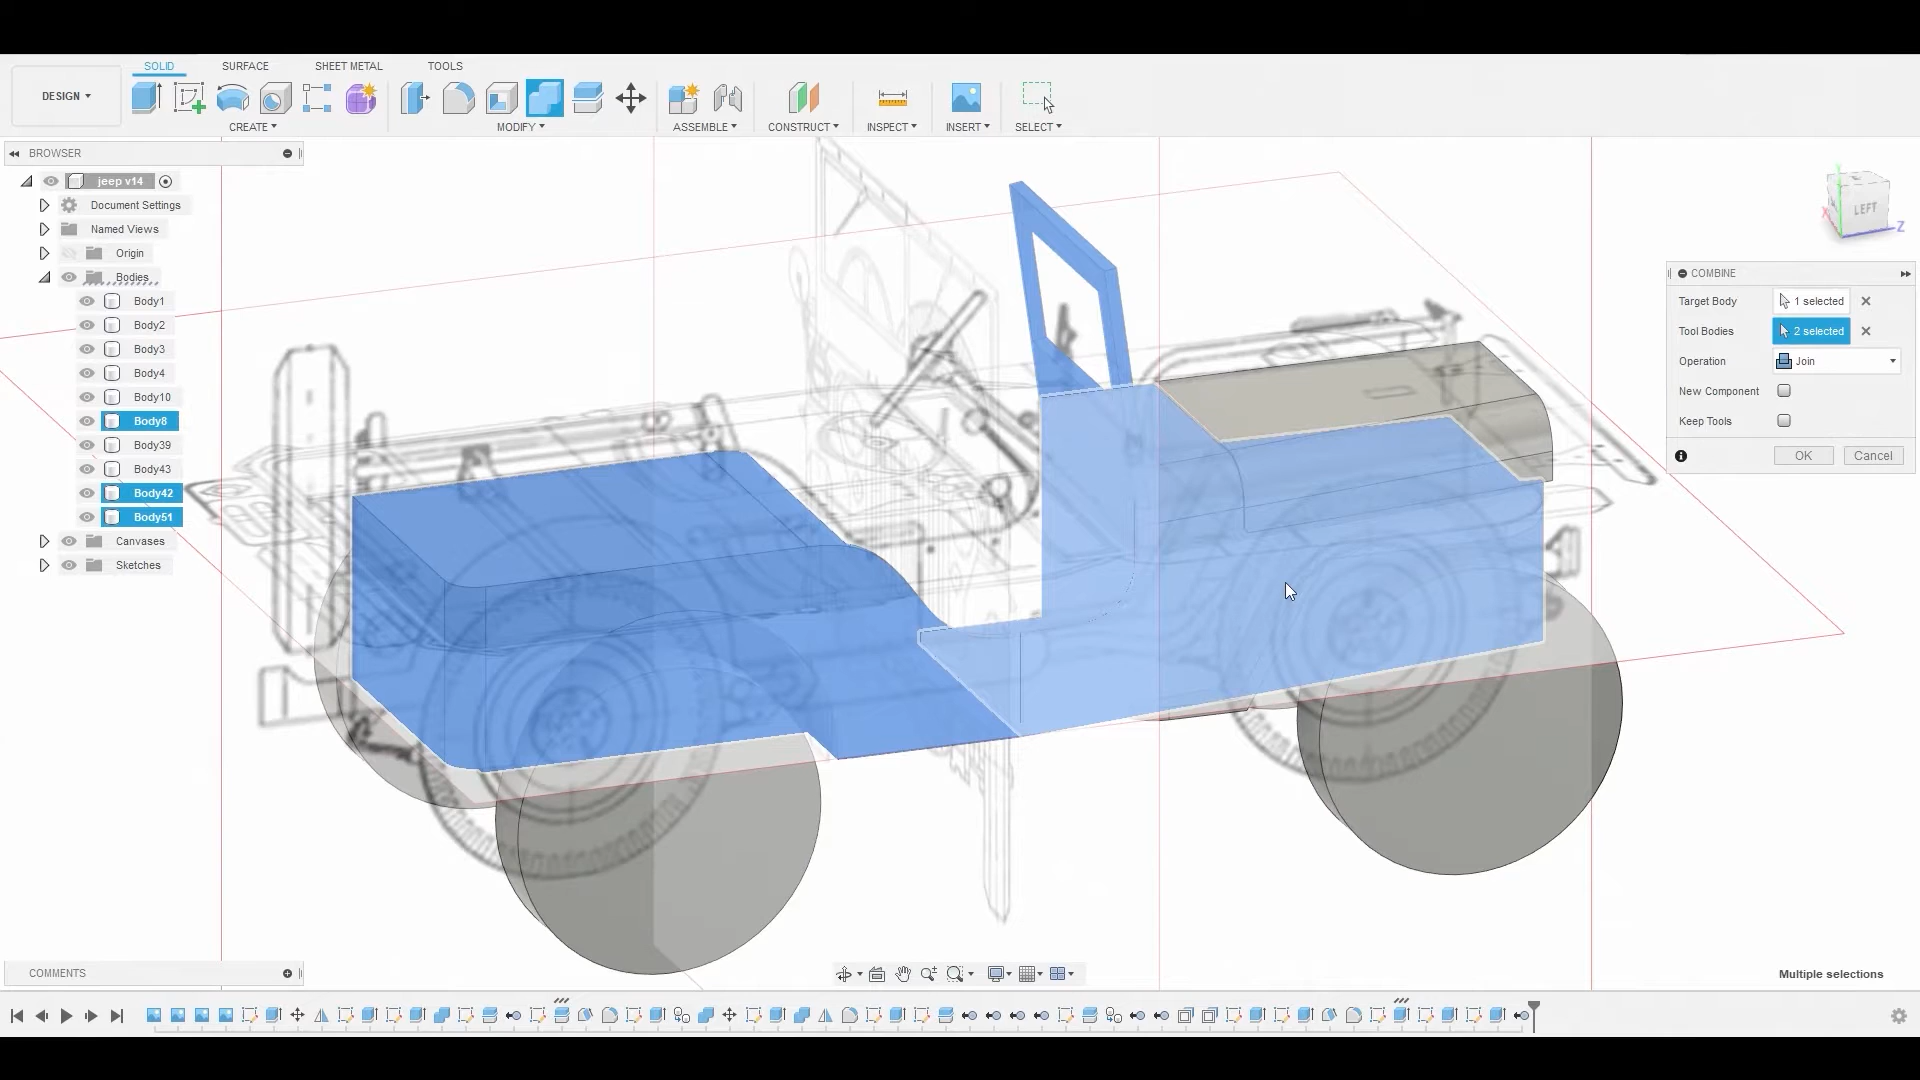 SOLID SURFACE SHEET METAL TOOLS
DESIGN
CREATE MODIFY ASSEMBLE CONSTRUCT INSPECT INSERT SELECT
BROWSER
jeep v14
Document Settings
Named Views
Origin
Bodies
Body1
Body2
Body3
Body4
Body10
Body8
Body39
Body43
Body42
Body51
Canvases
Sketches
LEFT
X
Z
COMBINE
Target Body 1 selected
Tool Bodies 2 selected
Operation Join
New Component
Keep Tools
OK Cancel
COMMENTS
Multiple selections